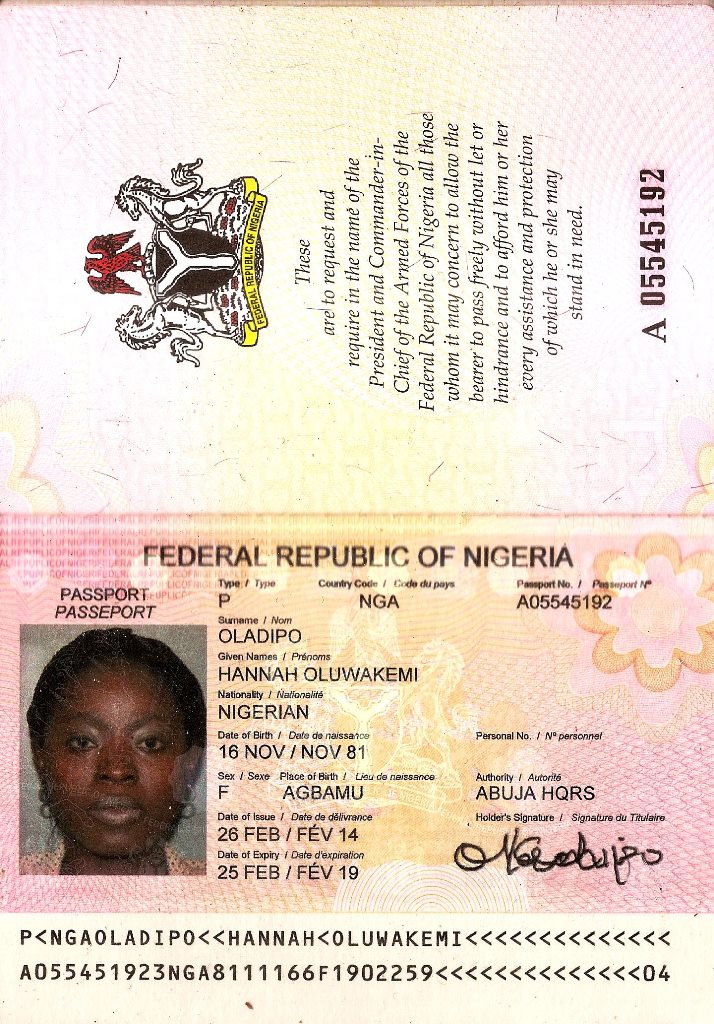 FEDERAL REPUBLIC OF NIGERIA
These
are to request and
require in the name of the
President and Commander-in-
Chief of the Armed Forces of the
Federal Republic of Nigeria all those
whom it may concern to allow the
bearer to pass freely without let or
hindrance and to afford him or her
every assistance and protection
of which he or she may
stand in need.
A 05545192
FEDERAL REPUBLIC OF NIGERIA
PASSPORT
PASSEPORT
Type / Type Country Code / Code du pays Passport No. / Passeport N°
P NGA A05545192
Surname / Nom
OLADIPO
Given Names / Prénoms
HANNAH OLUWAKEMI
Nationality / Nationalité
NIGERIAN
Date of Birth / Date de naissance Personal No. / N° personnel
16 NOV / NOV 81
Sex / Sexe Place of Birth / Lieu de naissance Authority / Autorité
F AGBAMU ABUJA HQRS
Date of Issue / Date de délivrance Holder's Signature / Signature du Titulaire
26 FEB / FÉV 14
Date of Expiry / Date d'expiration
25 FEB / FÉV 19
P<NGAOLADIPO<<HANNAH<OLUWAKEMI<<<<<<<<<<<<<<
A055451923NGA8111166F1902259<<<<<<<<<<<<<<04